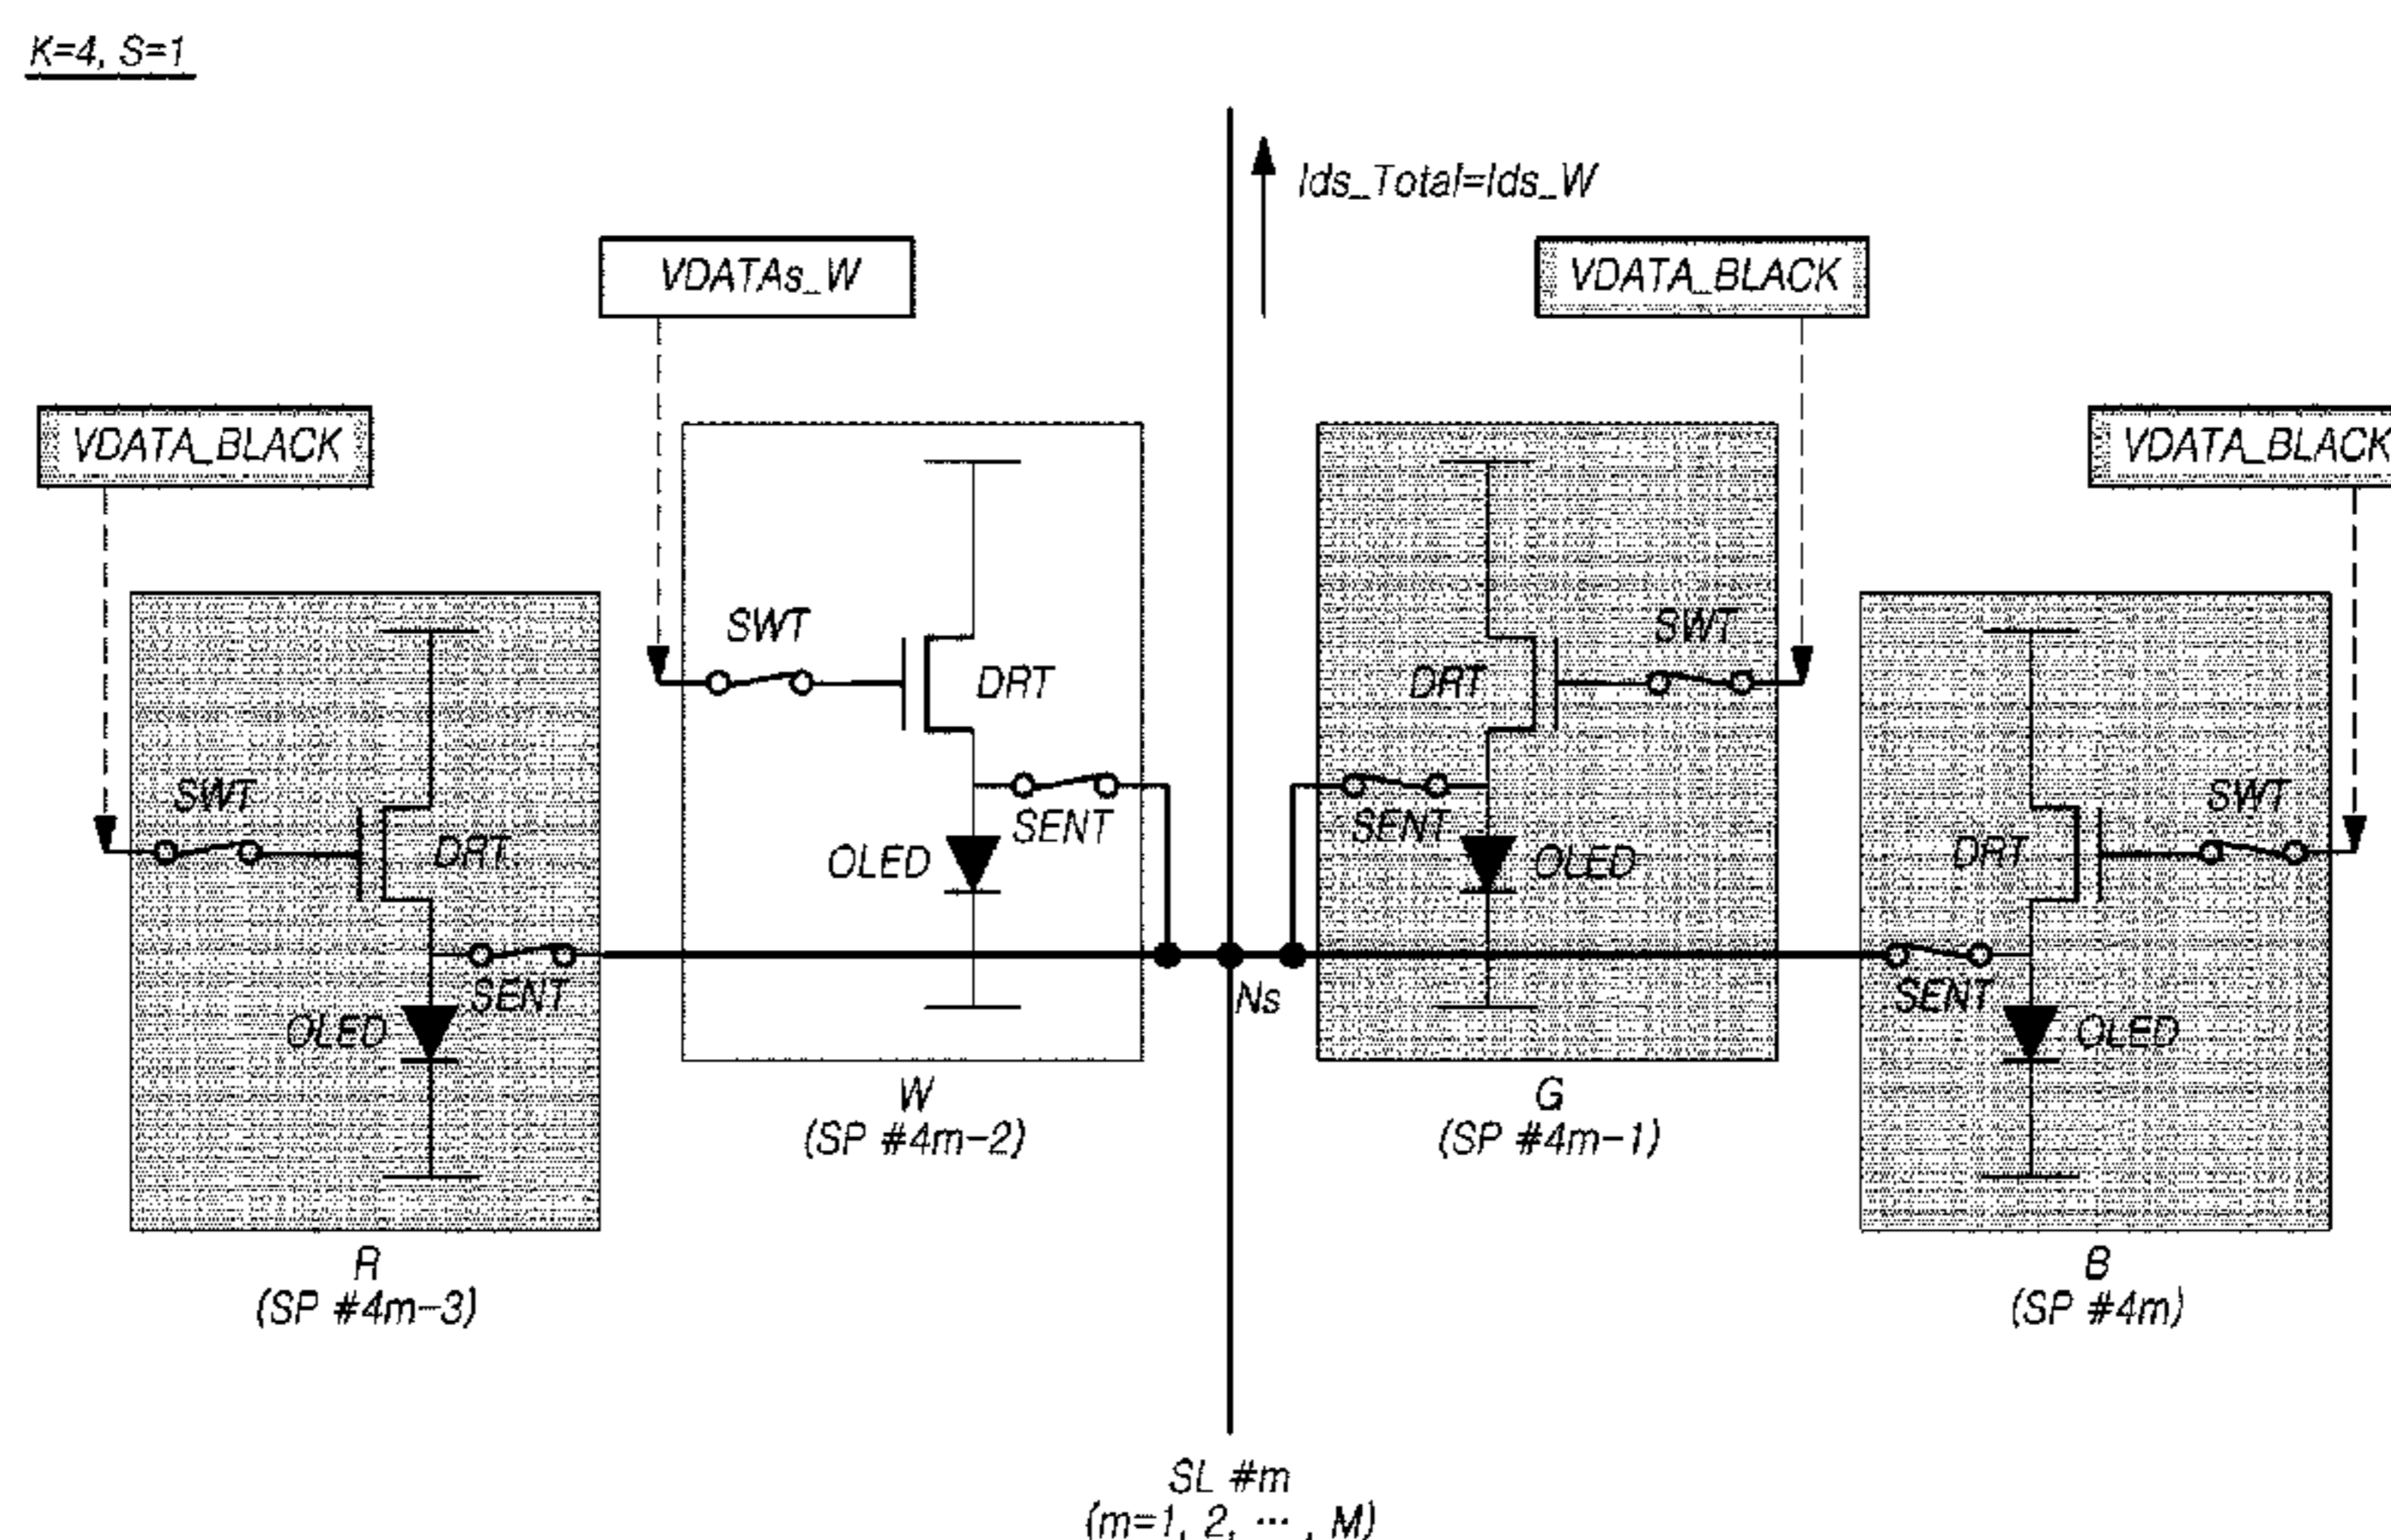 K=4, S=1
Ids_Total=Ids_W
VDATAs_W
VDATA_BLACK
VDATA_BLACK
VDATA_BLACK
SWT
DRT
SENT
OLED
R
(SP #4m-3)
SWT
DRT
SENT
OLED
W
(SP #4m-2)
Ns
SWT
DRT
SENT
OLED
G
(SP #4m-1)
SWT
DRT
SENT
OLED
B
(SP #4m)
SL #m
(m=1, 2, ⋯ , M)